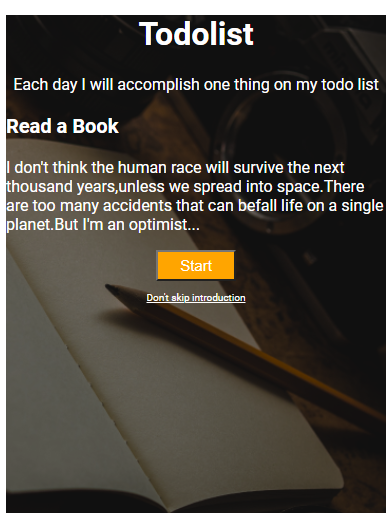 Todolist
Each day I will accomplish one thing on my todo list
Read a Book
I don't think the human race will survive the next
thousand years,unless we spread into space.There
are too many accidents that can befall life on a single
planet.But I'm an optimist...
Start
Don't skip introduction